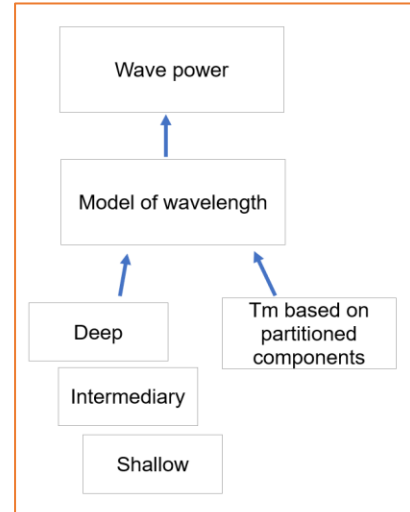 Wave power
Model of wavelength
Deep
Tm based on
partitioned
components
Intermediary
Shallow